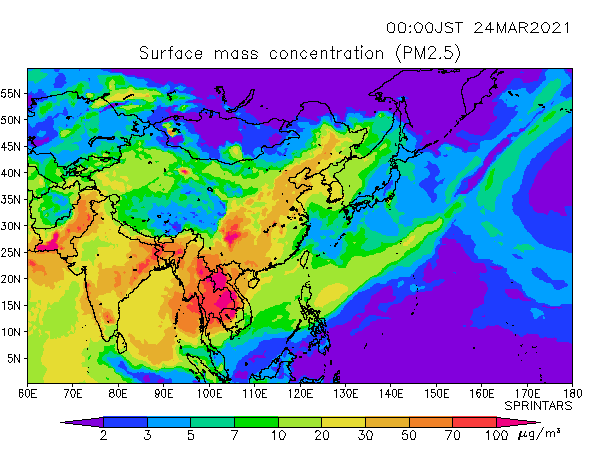 00:00JST 24MAR2021
Surface mass concentration (PM2.5)
55N
50N
45N
40N
35N
30N
25N
20N
15N
10N
5N
60E 70E 80E 90E 100E 110E 120E 130E 140E 150E 160E 170E 180
SPRINTARS
2 3 5 7 10 20 30 50 70 100 μg/m³